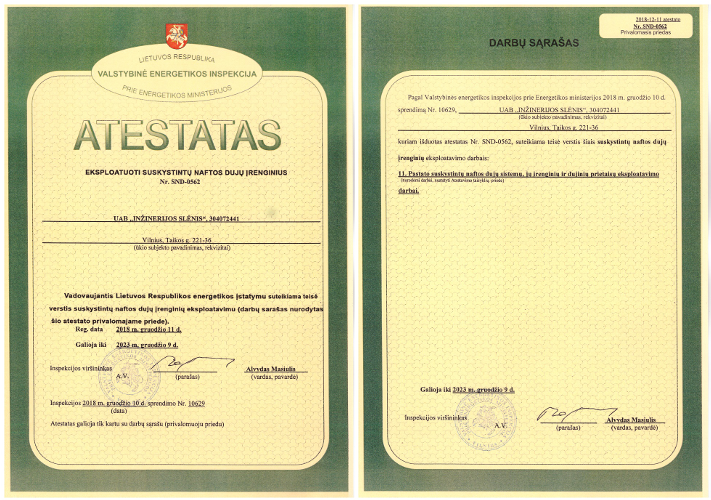 LIETUVOS RESPUBLIKA
VALSTYBINĖ ENERGETIKOS INSPEKCIJA
PRIE ENERGETIKOS MINISTERIJOS
ATESTATAS
EKSPLOATUOTI SUSKYSTINTŲ NAFTOS DUJŲ ĮRENGINIUS
Nr. SND-0562
UAB „INŽINERIJOS SLĖNIS“, 304072441
Vilnius, Taikos g. 221-36
(ūkio subjekto pavadinimas, rekvizitai)
Vadovaujantis Lietuvos Respublikos energetikos įstatymu suteikiama teisė
verstis suskystintų naftos dujų įrenginių eksploatavimu (darbų sarašas nurodytas
šio atestato privalomajame priede).
Reg. data 2018 m. gruodžio 11 d.
Galioja iki 2023 m. gruodžio 9 d.
Inspekcijos viršininkas
A.V.
(parašas)
Alvydas Masiulis
(vardas, pavardė)
Inspekcijos 2018 m. gruodžio 10 d. sprendimo Nr. 10629
(data)
Atestatas galioja tik kartu su darbų sąrašu (privalomuoju priedu)
2018-12-11 atestato
Nr. SND-0562
Privalomasis priedas
DARBŲ SĄRAŠAS
Pagal Valstybinės energetikos inspekcijos prie Energetikos ministerijos 2018 m. gruodžio 10 d.
sprendimą Nr. 10629, UAB „INŽINERIJOS SLĖNIS“, 304072441
(ūkio subjekto pavadinimas, rekvizitai)
Vilnius, Taikos g. 221-36
kuriam išduotas atestatas Nr. SND-0562, suteikiama teisė verstis šiais suskystintų naftos dujų
įrenginių eksploatavimo darbais:
11. Pastato suskystintų naftos dujų sistemų, jų įrenginių ir dujinių prietaisų eksploatavimo
(nurodomi darbai, nustatyti Atestavimo taisyklių priede)
darbai.
Galioja iki 2023 m. gruodžio 9 d.
Inspekcijos viršininkas
A.V.
(parašas)
Alvydas Masiulis
(vardas, pavardė)